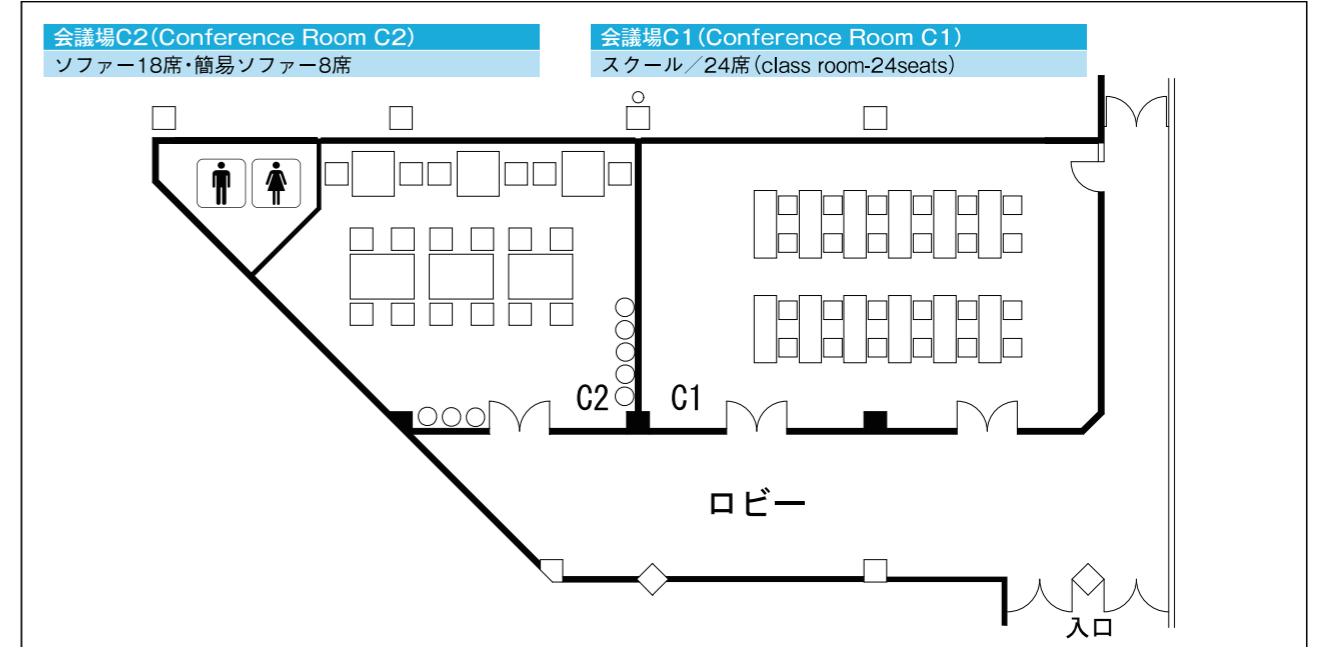 会議場C2(Conference Room C2)
ソファー18席・簡易ソファー8席
会議場C1(Conference Room C1)
スクール／24席(class room-24seats)
C2
C1
ロビー
入口